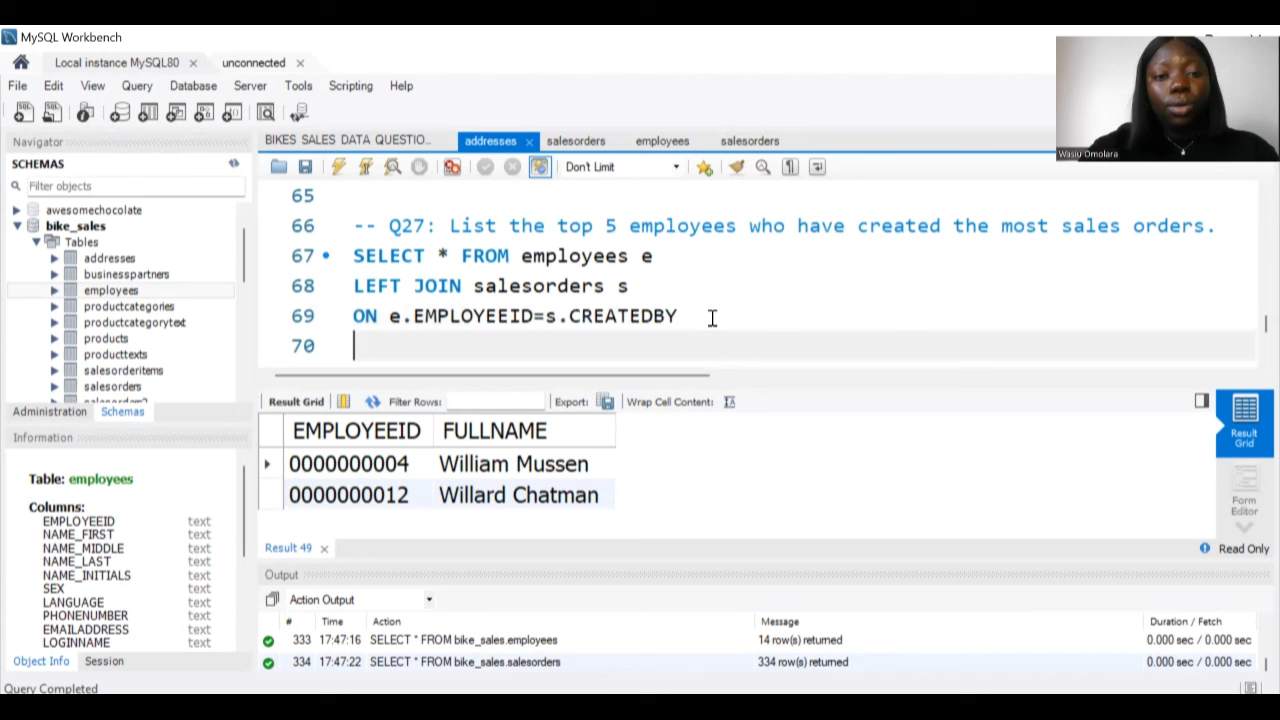 MySQL Workbench
Local instance MySQL80
unconnected
File Edit View Query Database Server Tools Scripting Help
Wasiu Omolara
Navigator
SCHEMAS
Filter objects
awesomechocolate
bike_sales
Tables
addresses
businesspartners
employees
productcategories
productcategorytext
products
producttexts
salesorderitems
salesorders
Administration Schemas
Information
Table: employees
Columns:
EMPLOYEEID text
NAME_FIRST text
NAME_MIDDLE text
NAME_LAST text
NAME_INITIALS text
SEX text
LANGUAGE text
PHONENUMBER text
EMAILADDRESS text
LOGINNAME text
Object Info Session
Query Completed
BIKES SALES DATA QUESTIO... addresses salesorders employees salesorders
Don't Limit
65
66 -- Q27: List the top 5 employees who have created the most sales orders.
67 SELECT * FROM employees e
68 LEFT JOIN salesorders s
69 ON e.EMPLOYEEID=s.CREATEDBY
70
Result Grid Filter Rows: Export: Wrap Cell Content:
EMPLOYEEID FULLNAME
0000000004 William Mussen
0000000012 Willard Chatman
Result Grid
Form Editor
Result 49
Read Only
Output
Action Output
# Time Action Message Duration / Fetch
333 17:47:16 SELECT * FROM bike_sales.employees 14 row(s) returned 0.000 sec / 0.000 sec
334 17:47:22 SELECT * FROM bike_sales.salesorders 334 row(s) returned 0.000 sec / 0.000 sec